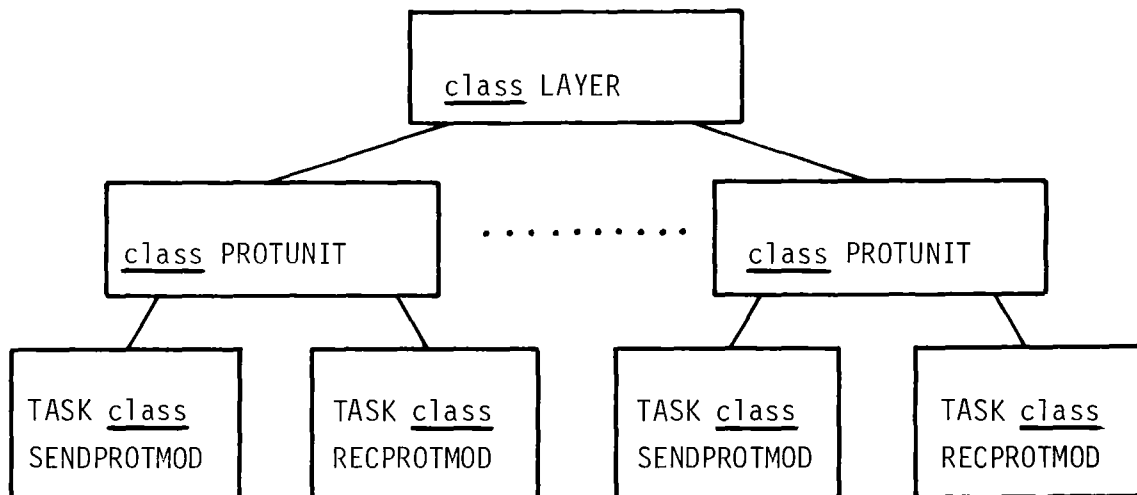 class LAYER
class PROTUNIT
..........
class PROTUNIT
TASK class
SENDPROTMOD
TASK class
RECPROTMOD
TASK class
SENDPROTMOD
TASK class
RECPROTMOD